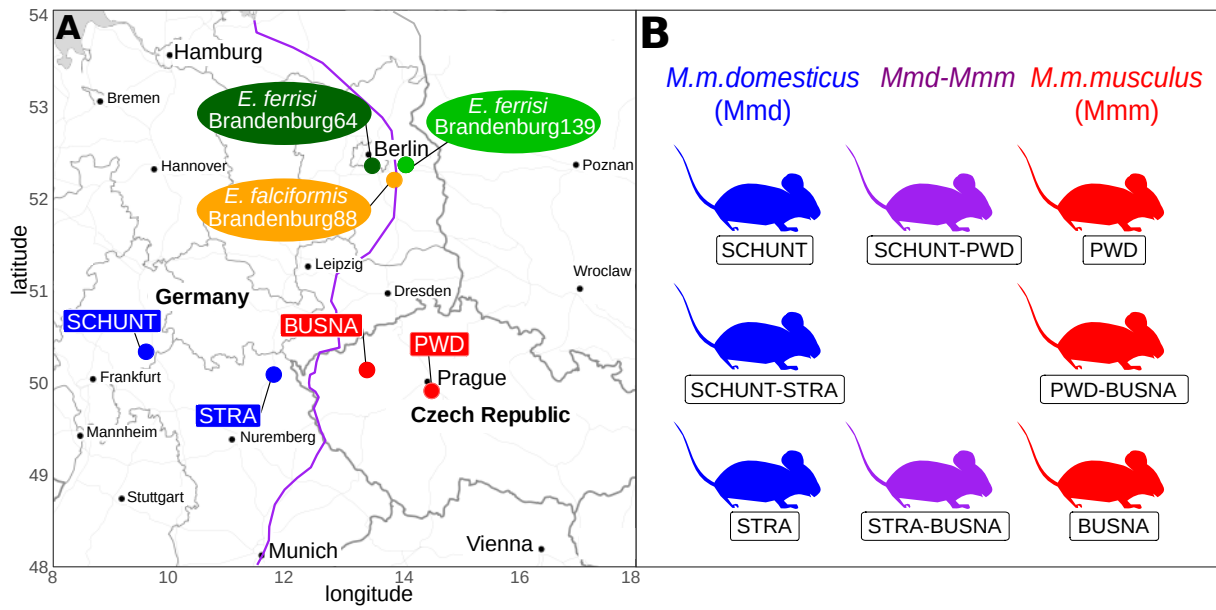 A
54
53
52
51
50
49
48
8
10
12
14
16
18
latitude
longitude
Hamburg
Bremen
E. ferrisi
Brandenburg64
E. ferrisi
Brandenburg139
Berlin
Hannover
Poznan
E. falciformis
Brandenburg88
Leipzig
Wroclaw
Dresden
Germany
SCHUNT
BUSNA
PWD
Frankfurt
Prague
STRA
Czech Republic
Mannheim
Nuremberg
Stuttgart
Munich
Vienna
B
M.m.domesticus
(Mmd)
Mmd-Mmm
M.m.musculus
(Mmm)
SCHUNT
SCHUNT-PWD
PWD
SCHUNT-STRA
PWD-BUSNA
STRA
STRA-BUSNA
BUSNA